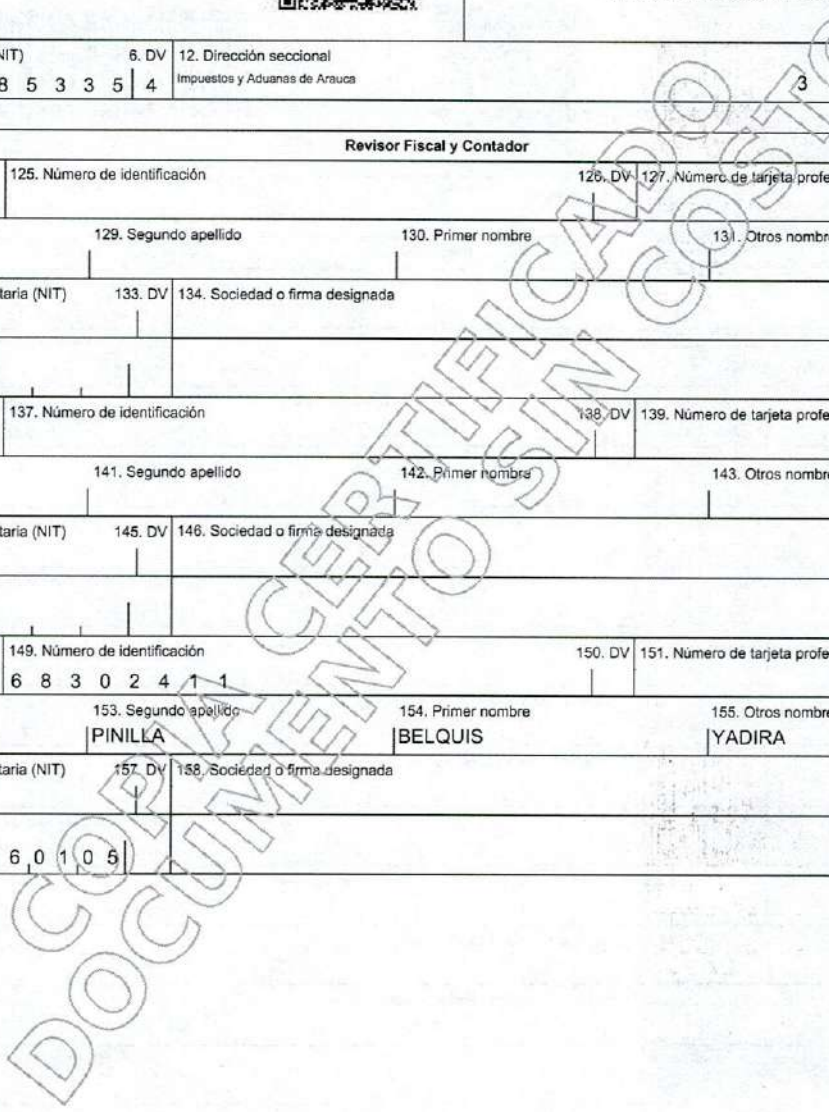 NIT) 6. DV 12. Dirección seccional
8 5 3 3 5 4 Impuestos y Aduanas de Arauca 3
Revisor Fiscal y Contador
125. Número de identificación 126. DV 127. Número de tarjeta profe
129. Segundo apellido 130. Primer nombre 131. Otros nombre
taria (NIT) 133. DV 134. Sociedad o firma designada
137. Número de identificación 138. DV 139. Número de tarjeta profe
141. Segundo apellido 142. Primer nombre 143. Otros nombre
taria (NIT) 145. DV 146. Sociedad o firma designada
149. Número de identificación 150. DV 151. Número de tarjeta profe
6 8 3 0 2 4 1 1
153. Segundo apellido 154. Primer nombre 155. Otros nombre
PINILLA BELQUIS YADIRA
taria (NIT) 157. DV 158. Sociedad o firma designada
6 0 1 0 5
COPIA CERTIFICADO
DOCUMENTO SIN COSTO